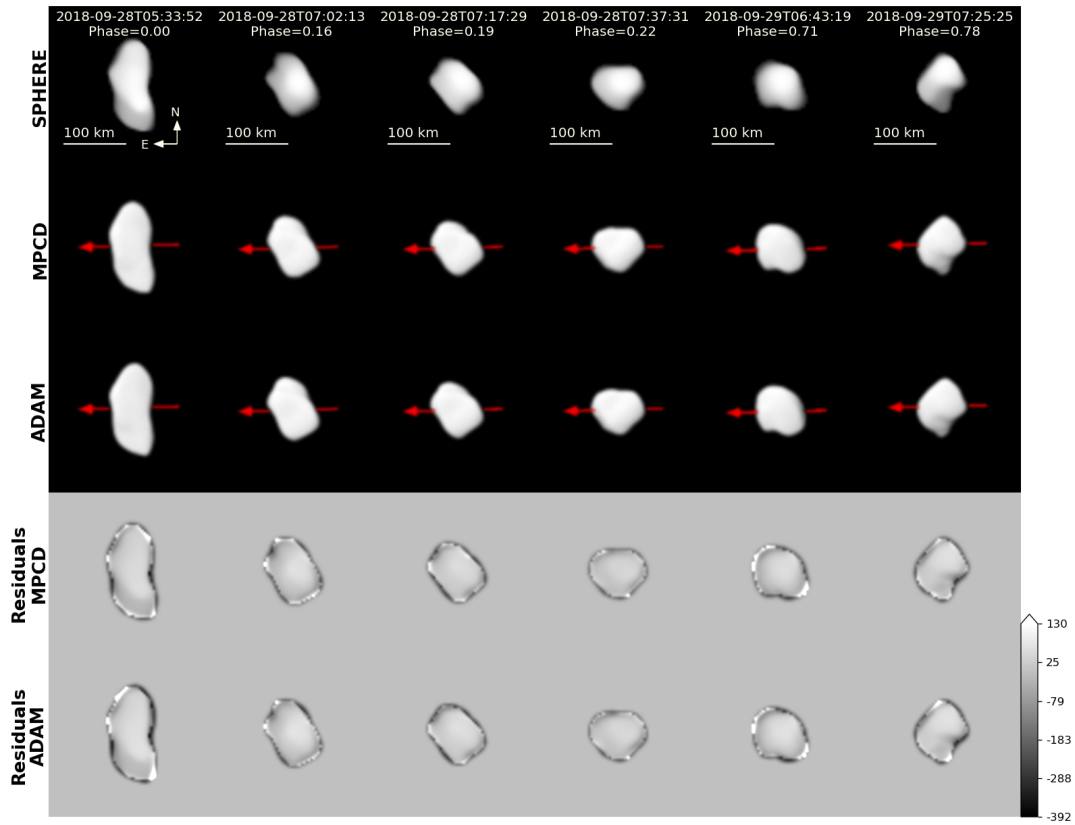 2018-09-28T05:33:52 2018-09-28T07:02:13 2018-09-28T07:17:29 2018-09-28T07:37:31 2018-09-29T06:43:19 2018-09-29T07:25:25
Phase=0.00 Phase=0.16 Phase=0.19 Phase=0.22 Phase=0.71 Phase=0.78
SPHERE
N
100 km 100 km 100 km 100 km 100 km 100 km
E
MPCD
ADAM
Residuals
MPCD
Residuals
ADAM
130
25
-79
-183
-288
-392